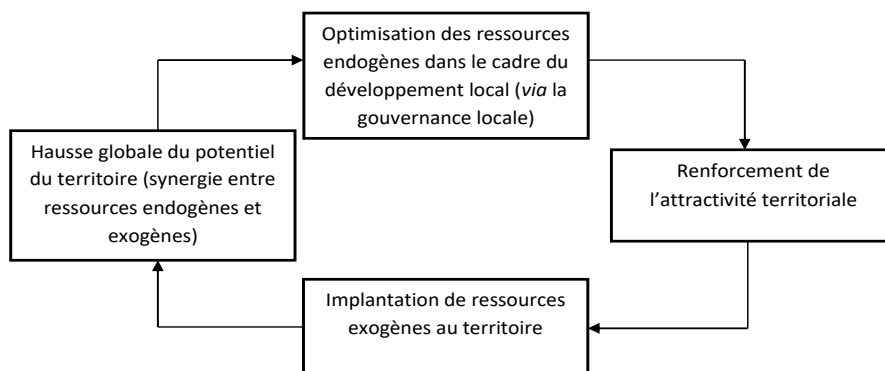 Optimisation des ressources
endogènes dans le cadre du
développement local (via la
gouvernance locale)
Renforcement de
l’attractivité territoriale
Implantation de ressources
exogènes au territoire
Hausse globale du potentiel
du territoire (synergie entre
ressources endogènes et
exogènes)